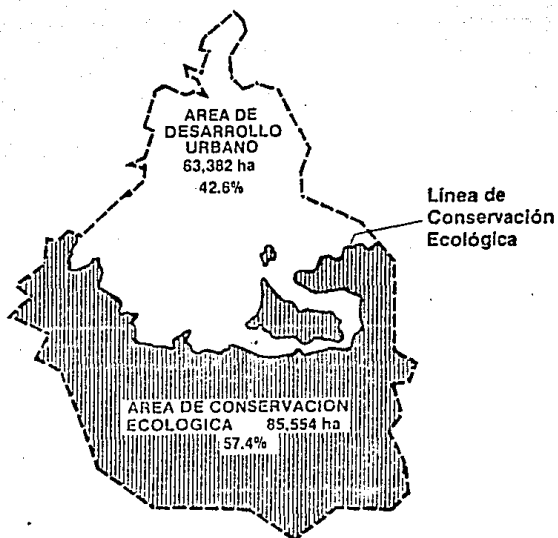 AREA DE
DESARROLLO
URBANO
63,382 ha
42.6%
Línea de
Conservación
Ecológica
AREA DE CONSERVACION
ECOLOGICA 85,554 ha
57.4%